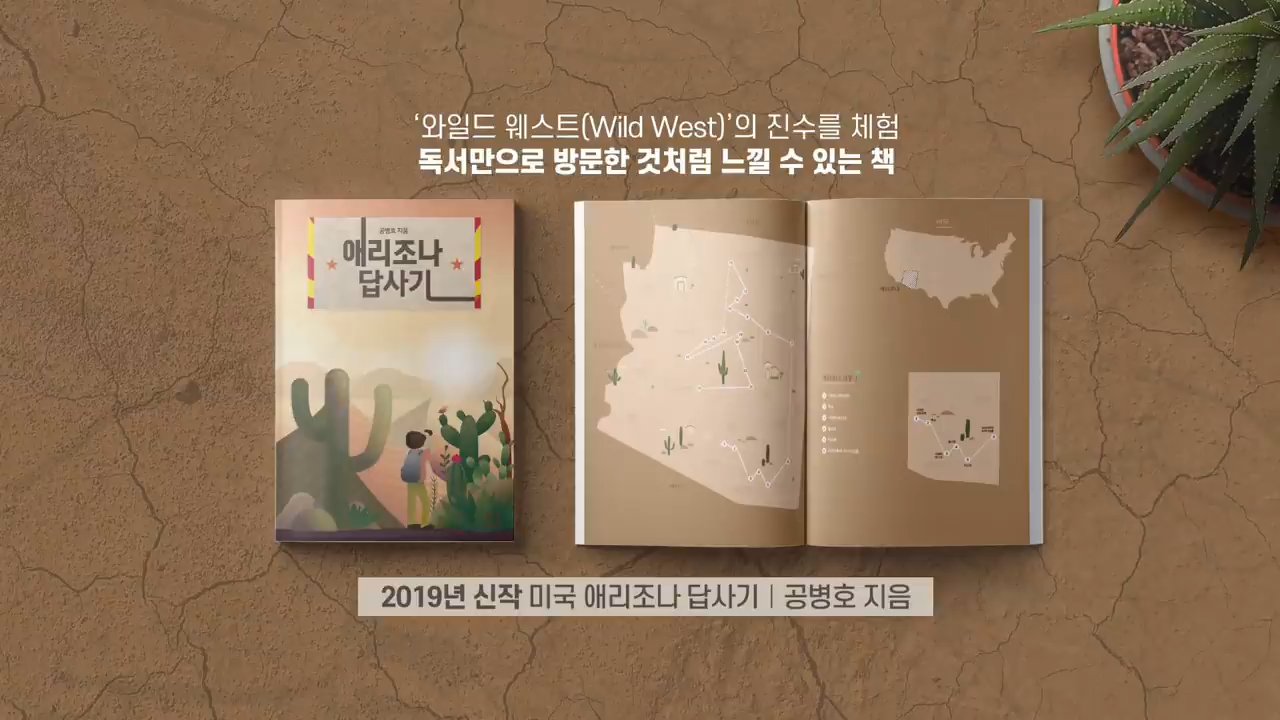 ‘와일드 웨스트(Wild West)’의 진수를 체험
독서만으로 방문한 것처럼 느낄 수 있는 책
공병호 지음
애리조나
답사기
2019년 신작 미국 애리조나 답사기 | 공병호 지음